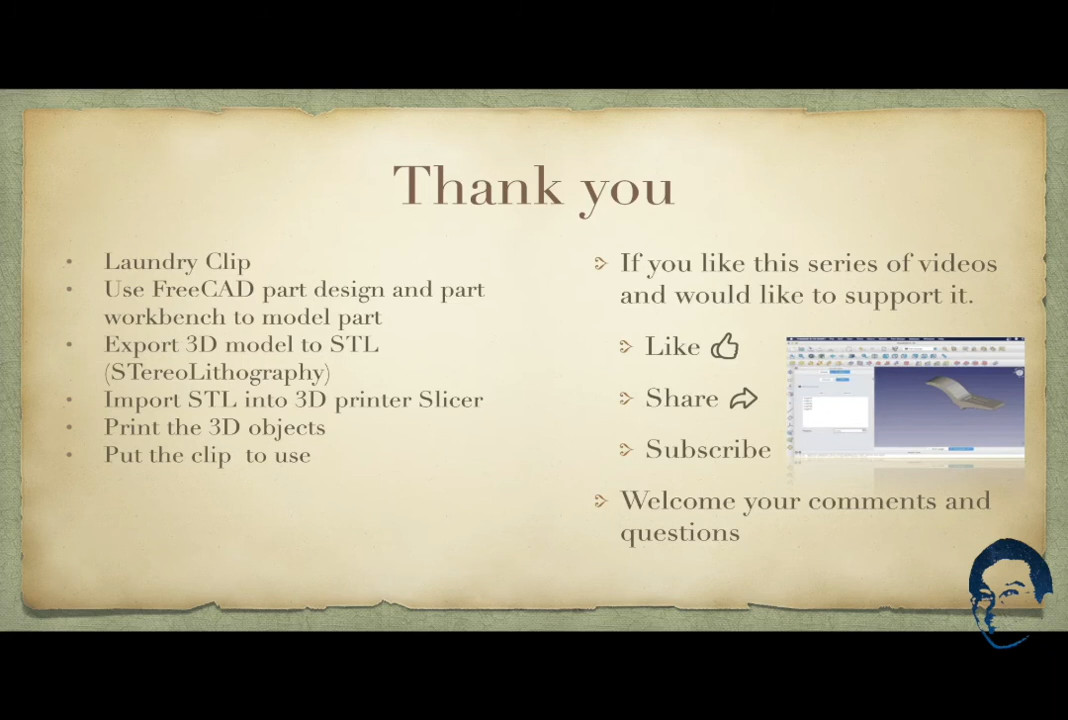 Thank you
Laundry Clip
Use FreeCAD part design and part
workbench to model part
Export 3D model to STL
(STereoLithography)
Import STL into 3D printer Slicer
Print the 3D objects
Put the clip  to use
If you like this series of videos
and would like to support it.
Like
Share
Subscribe
Welcome your comments and
questions